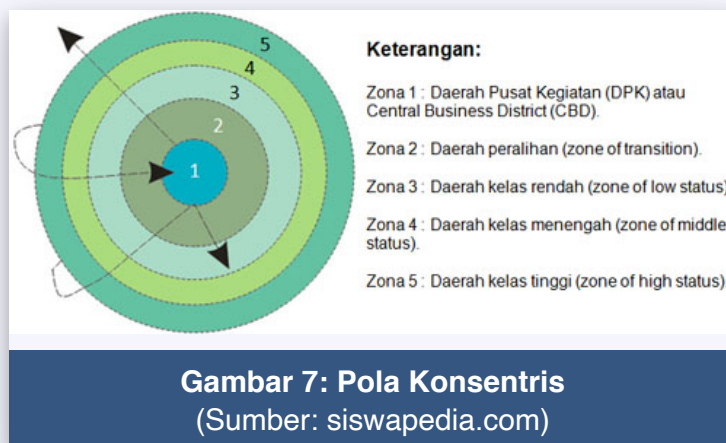 5
4
3
2
1
Keterangan:
Zona 1 : Daerah Pusat Kegiatan (DPK) atau
Central Business District (CBD).
Zona 2 : Daerah peralihan (zone of transition).
Zona 3 : Daerah kelas rendah (zone of low status)
Zona 4 : Daerah kelas menengah (zone of middle
status).
Zona 5 : Daerah kelas tinggi (zone of high status)
Gambar 7: Pola Konsentris
(Sumber: siswapedia.com)